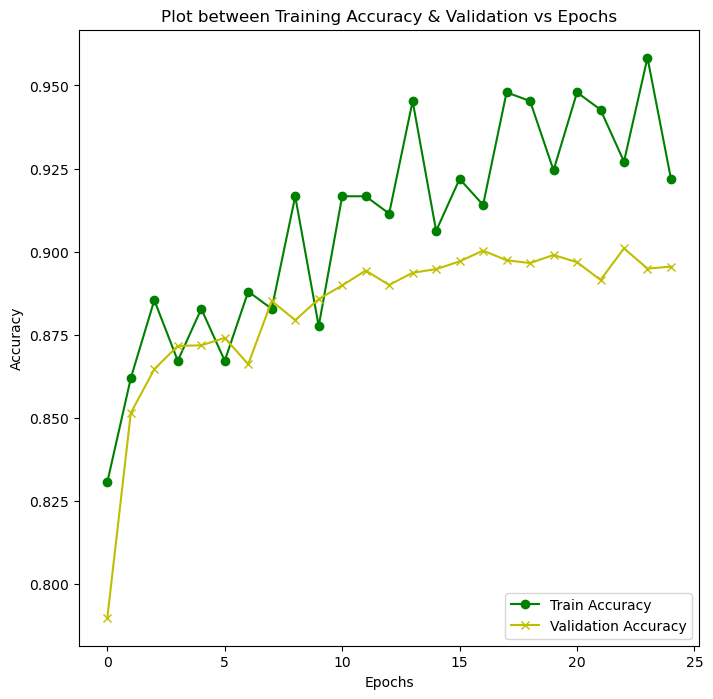 Plot between Training Accuracy & Validation vs Epochs
0.950
0.925
0.900
0.875
0.850
0.825
0.800
Accuracy
Train Accuracy
Validation Accuracy
0 5 10 15 20 25
Epochs